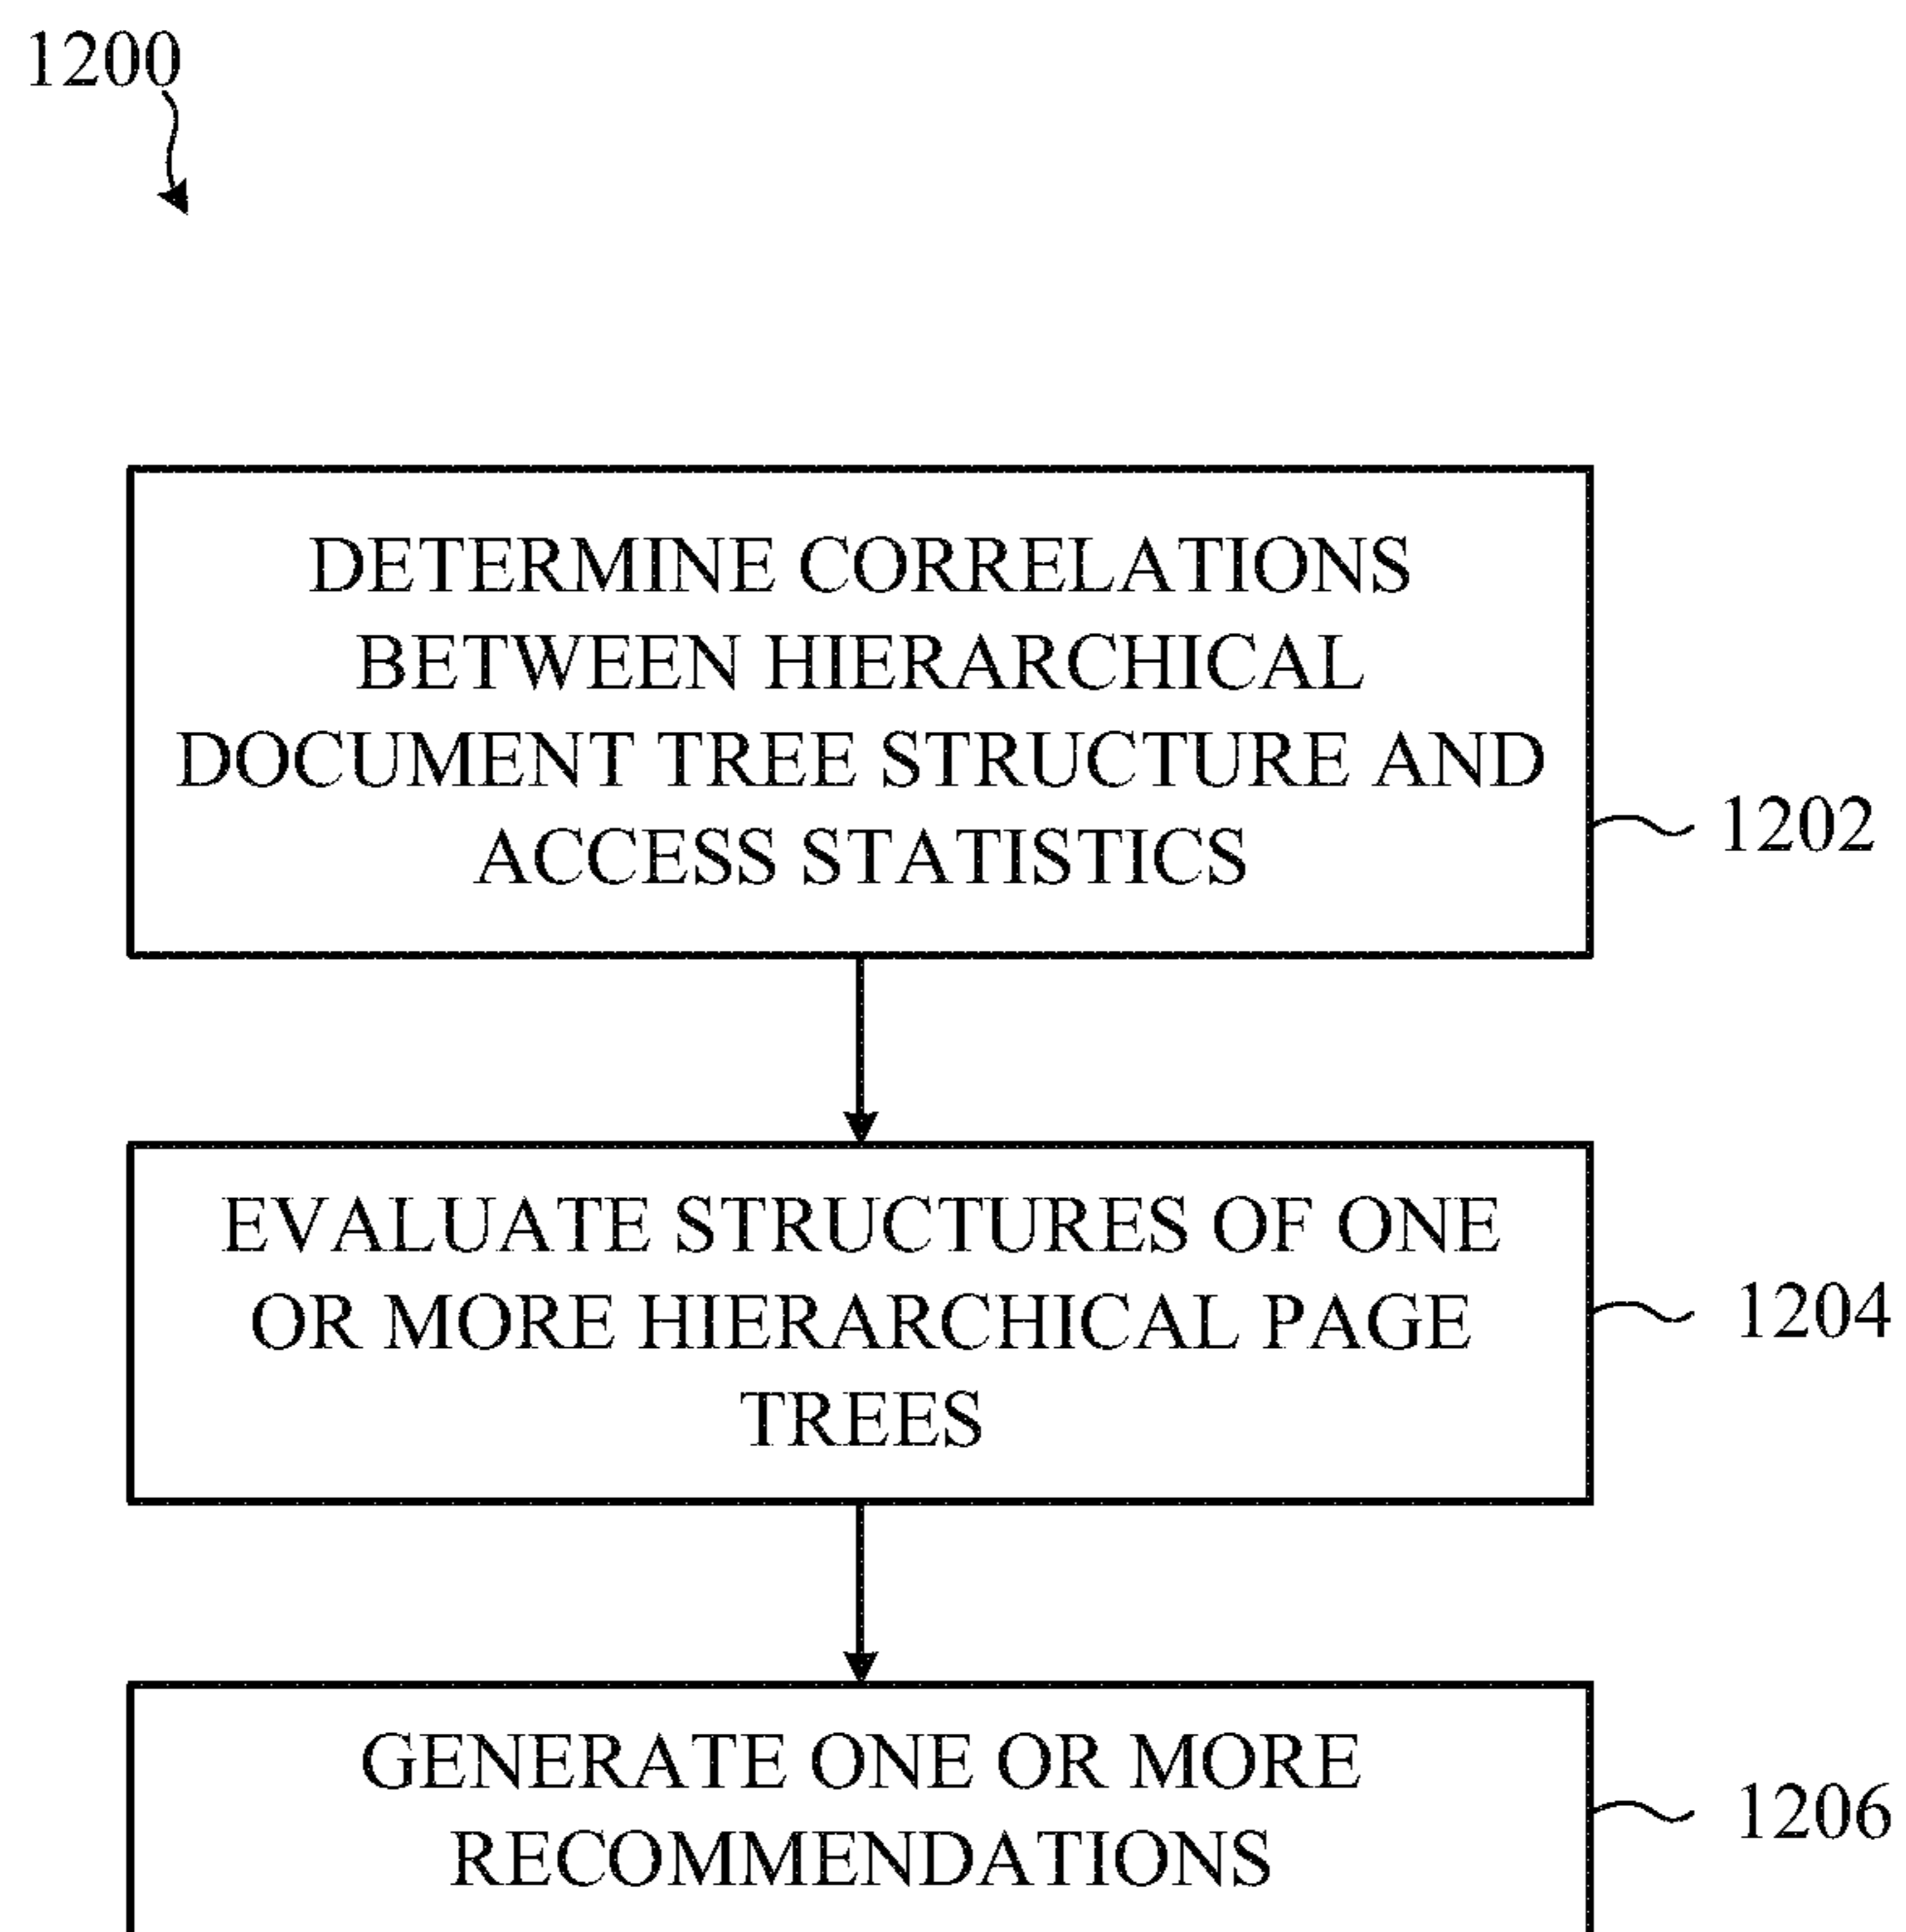 1200
DETERMINE CORRELATIONS
BETWEEN HIERARCHICAL
DOCUMENT TREE STRUCTURE AND
ACCESS STATISTICS
1202
EVALUATE STRUCTURES OF ONE
OR MORE HIERARCHICAL PAGE
TREES
1204
GENERATE ONE OR MORE
RECOMMENDATIONS
1206